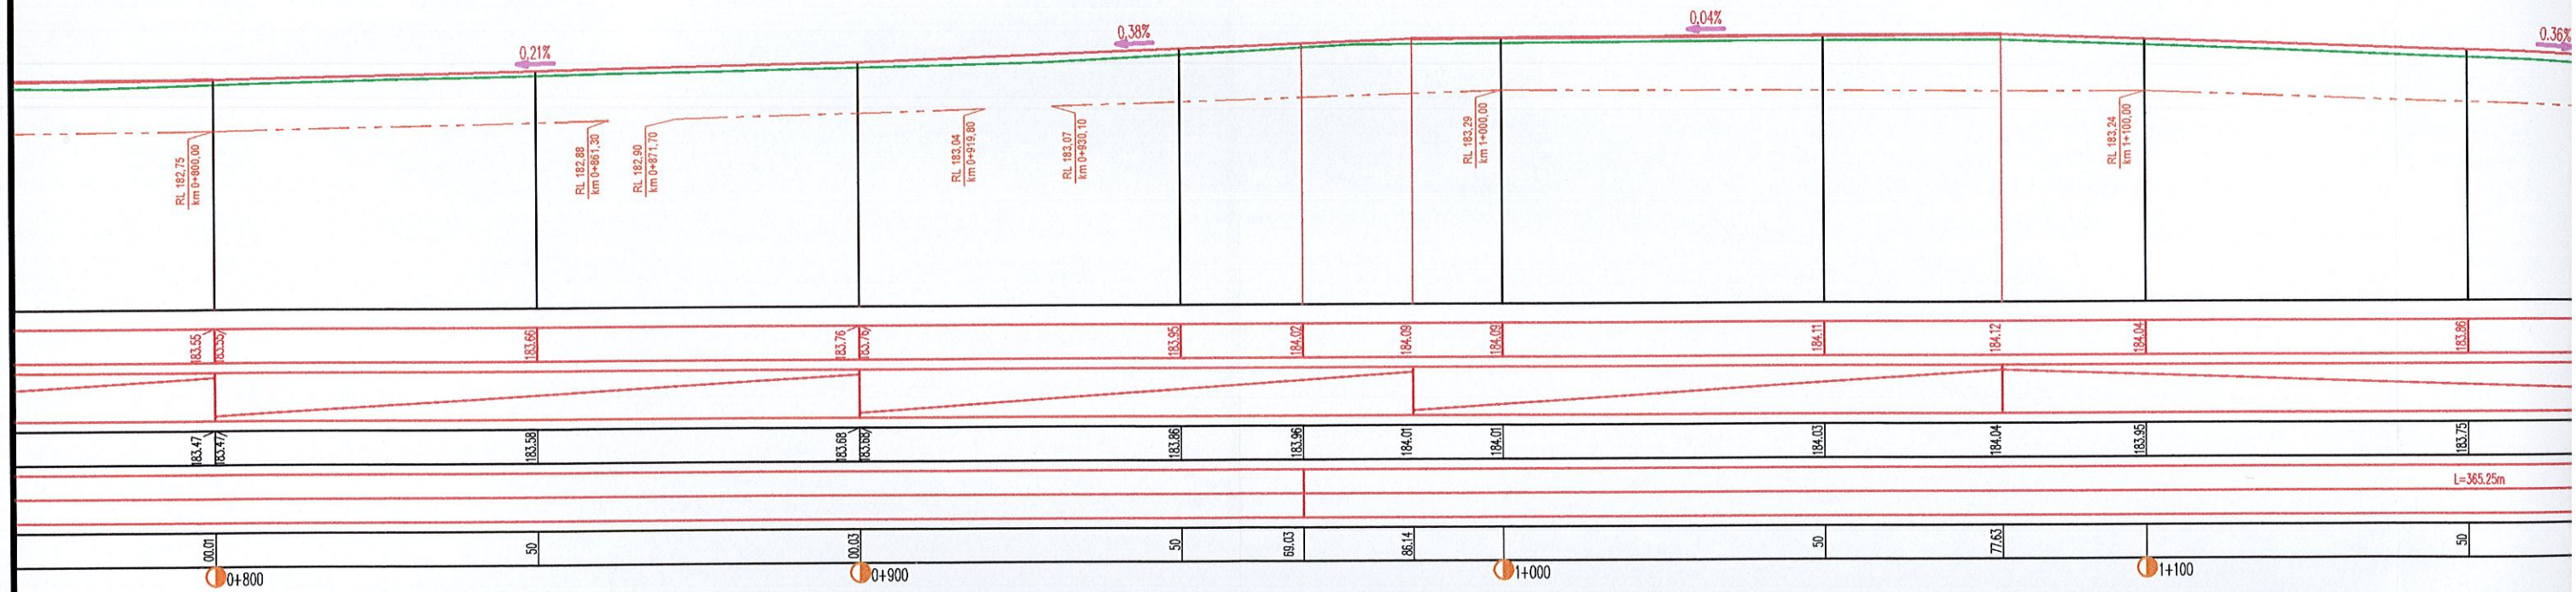 0,21%
0,38%
0,04%
0.36%
RL 182,75
km 0+800,00
RL 182,88
km 0+861,30
RL 182,90
km 0+871,70
RL 183,04
km 0+919,80
RL 183,07
km 0+930,10
RL 183,29
km 1+000,00
RL 183,24
km 1+100,00
183.55
183.55
183.66
183.76
183.76
183.95
184.02
184.09
184.09
184.11
184.12
184.04
183.86
183.47
183.47
183.58
183.68
183.68
183.86
183.96
184.01
184.01
184.03
184.04
183.95
183.75
L=365.25m
00.01
50
00.03
50
69.03
86.14
50
77.63
50
0+800
0+900
1+000
1+100